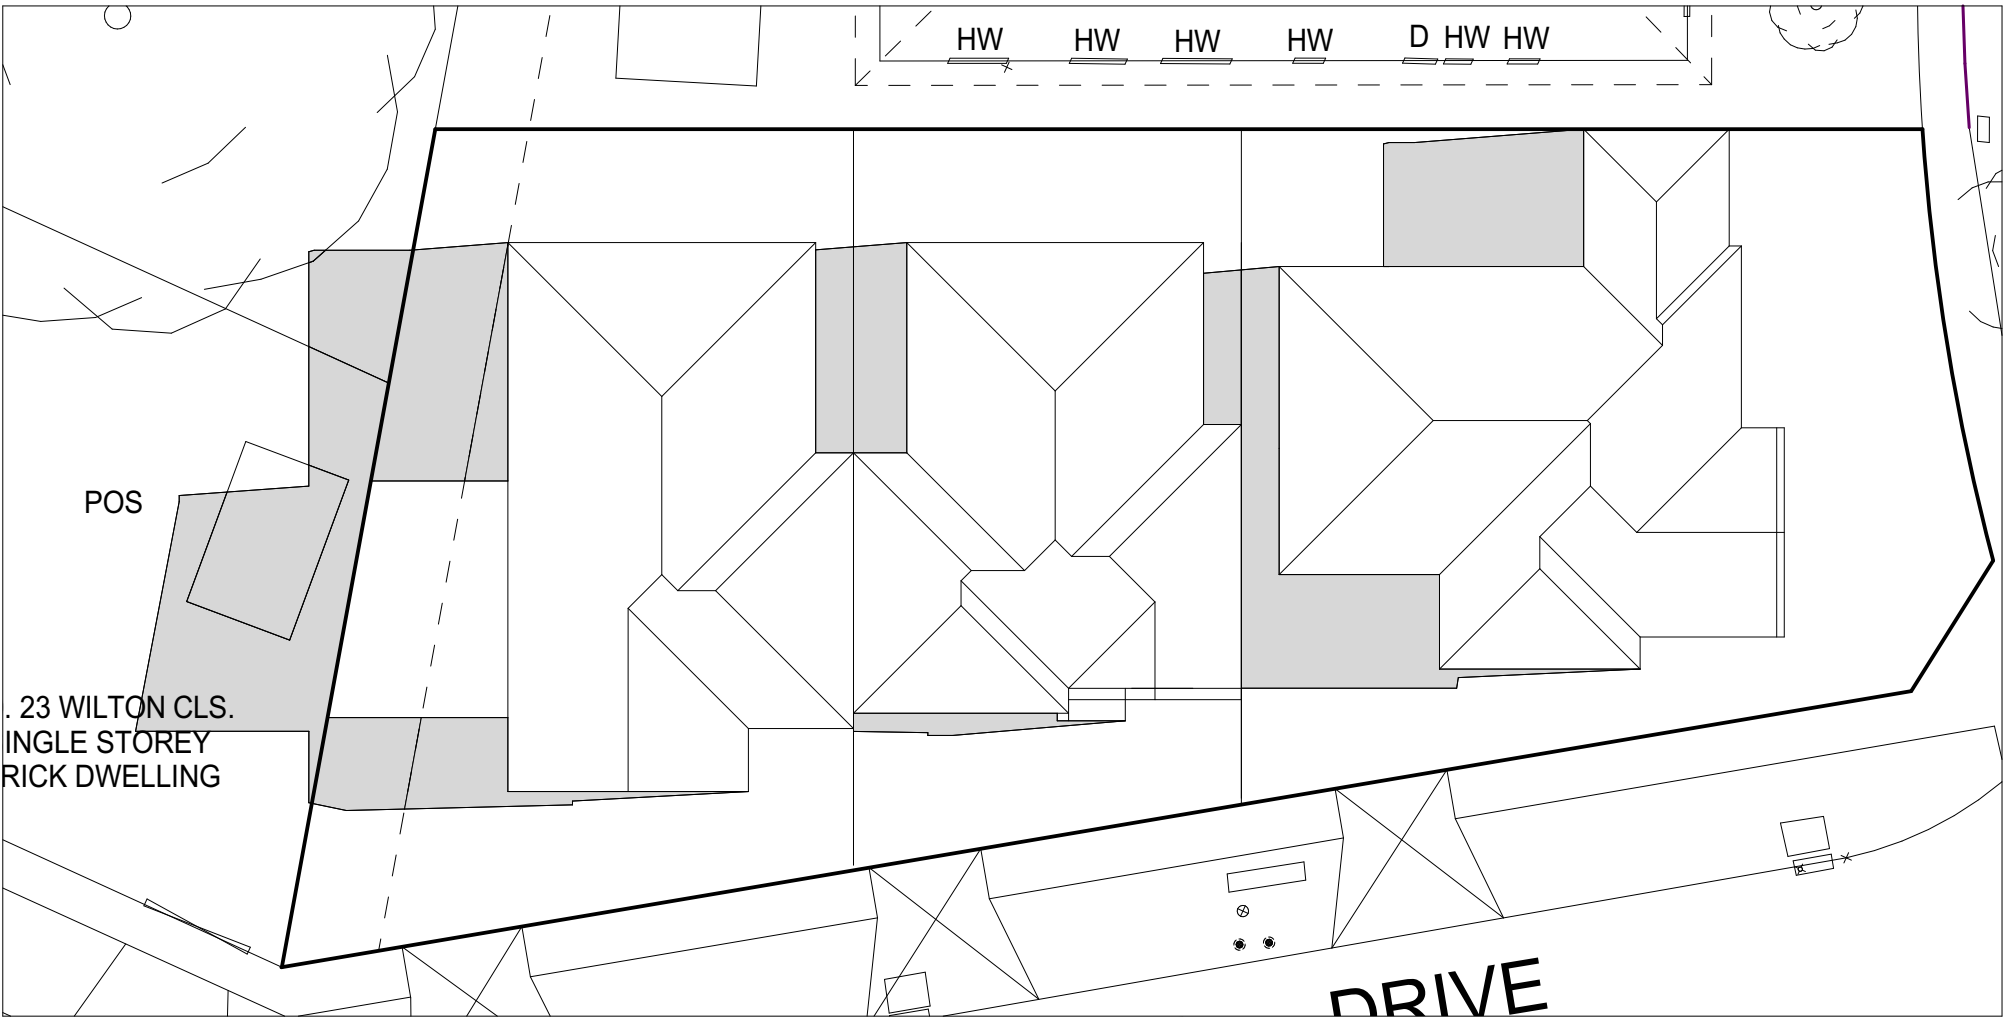 HW HW HW HW D HW HW
POS
. 23 WILTON CLS.
INGLE STOREY
RICK DWELLING
DRIVE